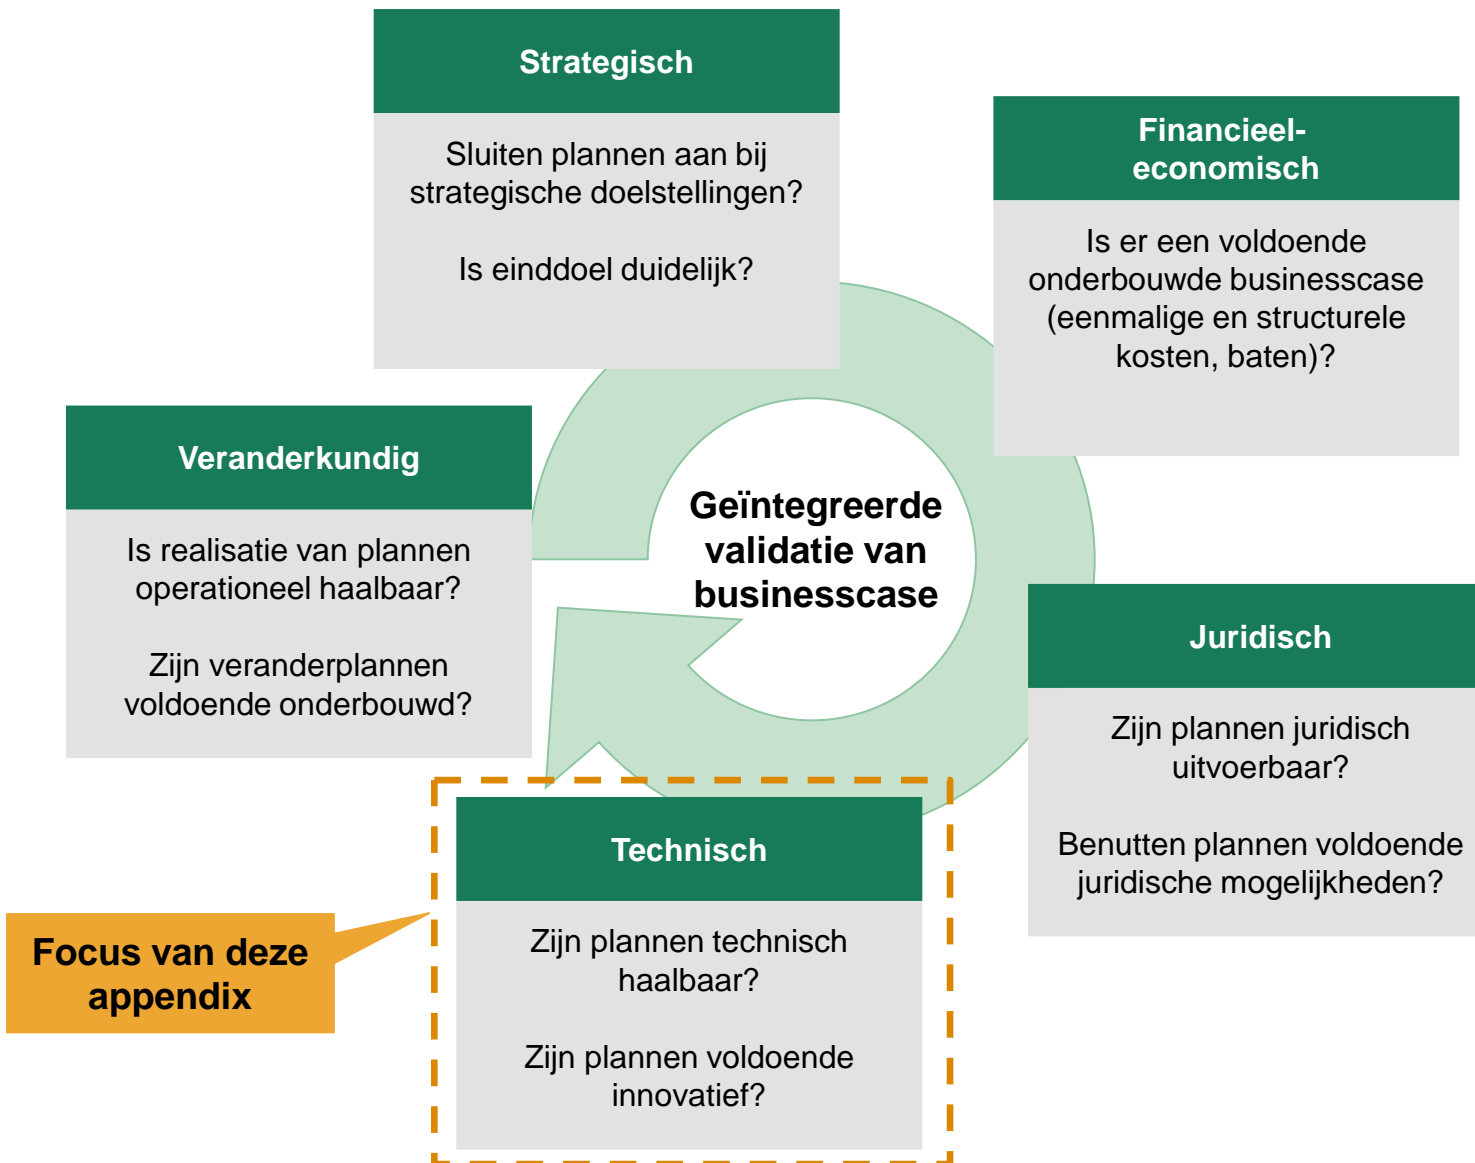 Strategisch
Sluiten plannen aan bij
strategische doelstellingen?
Is einddoel duidelijk?
Financieel-
economisch
Is er een voldoende
onderbouwde businesscase
(eenmalige en structurele
kosten, baten)?
Veranderkundig
Is realisatie van plannen
operationeel haalbaar?
Zijn veranderplannen
voldoende onderbouwd?
Geïntegreerde
validatie van
businesscase
Juridisch
Zijn plannen juridisch
uitvoerbaar?
Benutten plannen voldoende
juridische mogelijkheden?
Technisch
Zijn plannen technisch
haalbaar?
Zijn plannen voldoende
innovatief?
Focus van deze
appendix